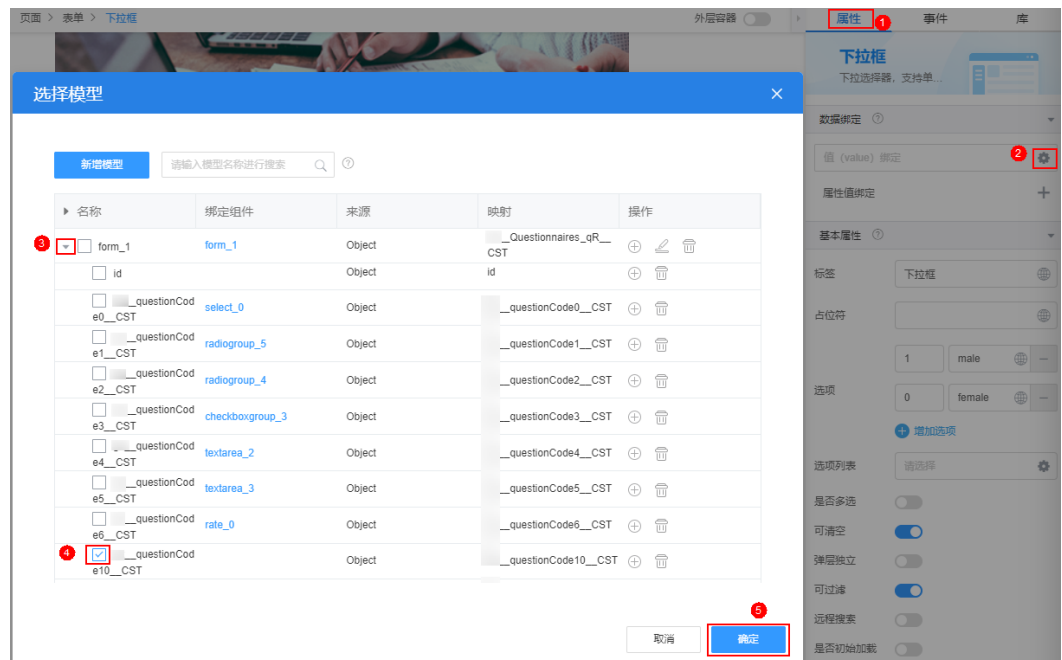 页面 > 表单 > 下拉框
外层容器
属性 1 事件 库
下拉框
下拉选择器，支持单...
选择模型
数据绑定
值（value）绑定 2
属性值绑定
新增模型 请输入模型名称进行搜索
名称 绑定组件 来源 映射 操作
3 form_1 form_1 Object __Questionnaires_qR__
CST
id Object id
__questionCod select_0 Object __questionCode0__CST
e0__CST
__questionCod radiogroup_5 Object __questionCode1__CST
e1__CST
__questionCod radiogroup_4 Object __questionCode2__CST
e2__CST
__questionCod checkboxgroup_3 Object __questionCode3__CST
e3__CST
__questionCod textarea_2 Object __questionCode4__CST
e4__CST
__questionCod textarea_3 Object __questionCode5__CST
e5__CST
__questionCod rate_0 Object __questionCode6__CST
e6__CST
4 __questionCod Object __questionCode10__CST
e10__CST
5
取消 确定
基本属性
标签 下拉框
占位符
1 male
选项
0 female
增加选项
选项列表 请选择
是否多选
可清空
弹层独立
可过滤
远程搜索
是否初始加载